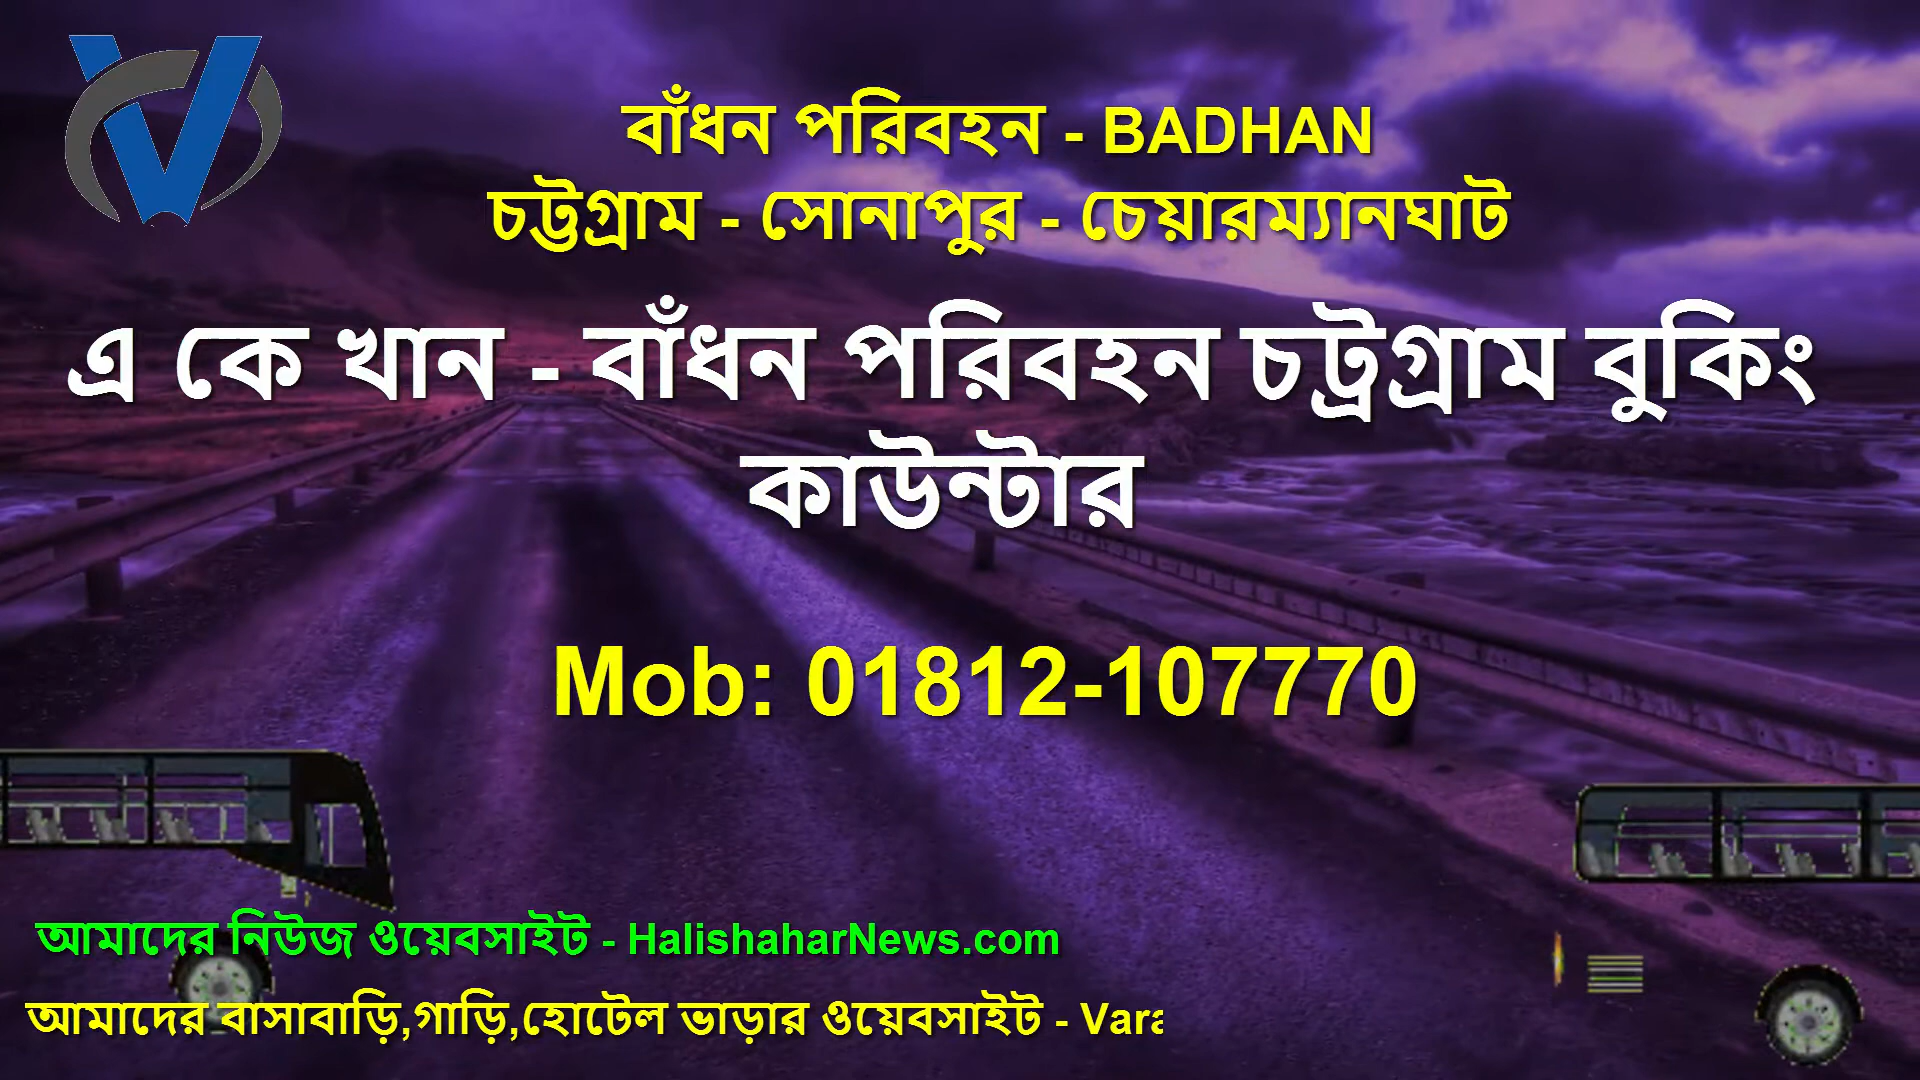 বাঁধন পরিবহন - BADHAN
চট্টগ্রাম - সোনাপুর - চেয়ারম্যানঘাট
এ কে খান - বাঁধন পরিবহন চট্রগ্রাম বুকিং
কাউন্টার
Mob: 01812-107770
আমাদের নিউজ ওয়েবসাইট - HalishaharNews.com
আমাদের বাসাবাড়ি,গাড়ি,হোটেল ভাড়ার ওয়েবসাইট -